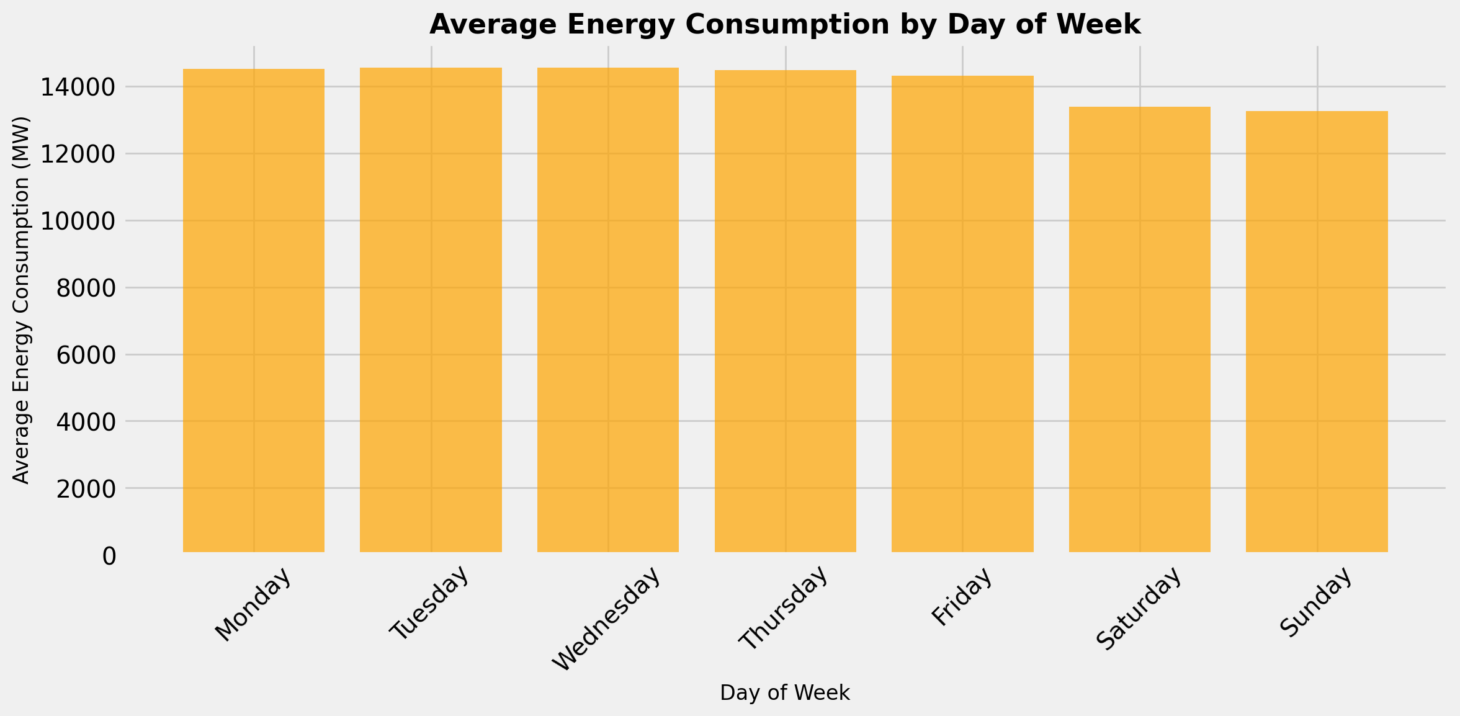 Average Energy Consumption by Day of Week
Average Energy Consumption (MW)
14000
12000
10000
8000
6000
4000
2000
0
Monday
Tuesday
Wednesday
Thursday
Friday
Saturday
Sunday
Day of Week